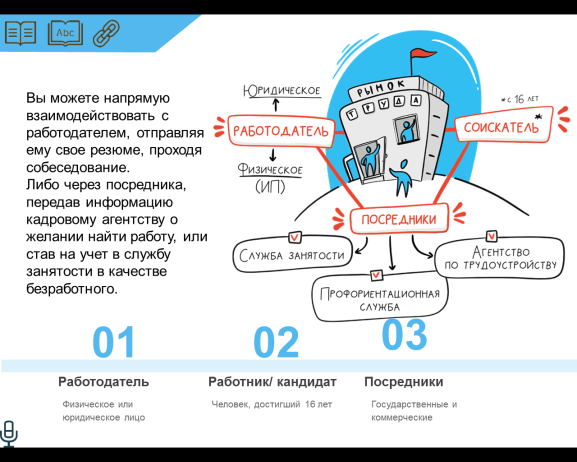 Abc
Вы можете напрямую
взаимодействовать с
работодателем, отправляя
ему свое резюме, проходя
собеседование.
Либо через посредника,
передав информацию
кадровому агентству о
желании найти работу, или
став на учет в службу
занятости в качестве
безработного.
РЫНОК
ТРУДА
ЮРИДИЧЕСКОЕ
РАБОТОДАТЕЛЬ
ФИЗИЧЕСКОЕ
(ИП)
*С 16 ЛЕТ
СОИСКАТЕЛЬ*
ПОСРЕДНИКИ
СЛУЖБА ЗАНЯТОСТИ
ПРОФОРИЕНТАЦИОННАЯ
СЛУЖБА
АГЕНТСТВО
ПО ТРУДОУСТРОЙСТВУ
01
Работодатель
Физическое или
юридическое лицо
02
Работник/ кандидат
Человек, достигший 16 лет
03
Посредники
Государственные и
коммерческие